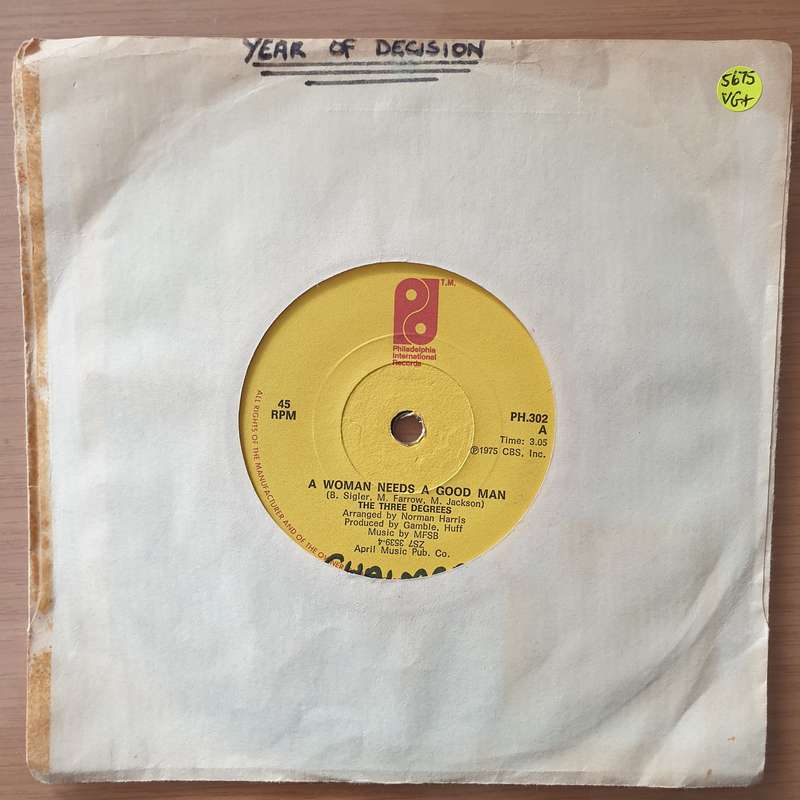 YEAR OF DECISION
5675
VG+
T.M.
Philadelphia
International
Records
45
RPM
PH.302
A
Time: 3.05
℗1975 CBS, Inc.
ALL RIGHTS OF THE MANUFACTURER AND OF THE OWNER
A WOMAN NEEDS A GOOD MAN
(B. Sigler, M. Farrow, M. Jackson)
THE THREE DEGREES
Arranged by Norman Harris
Produced by Gamble, Huff
Music by MFSB
ZS7 3539-4
April Music Pub. Co.